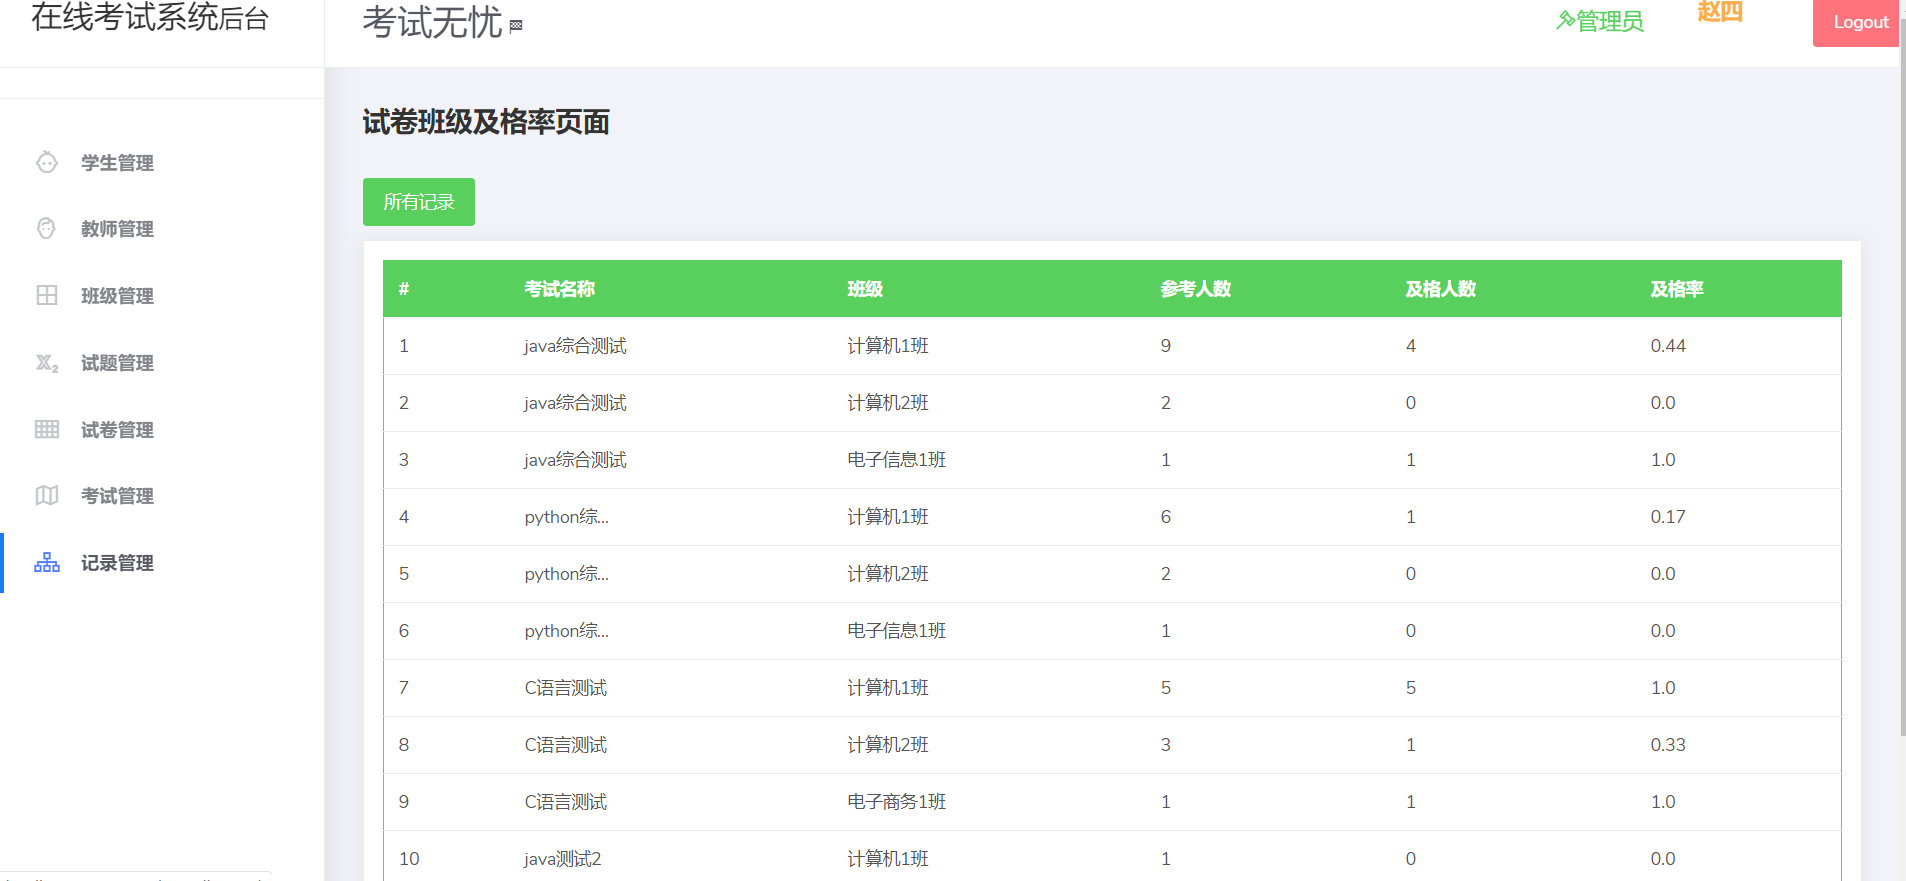 在线考试系统后台
考试无忧
管理员
赵四
Logout
学生管理
教师管理
班级管理
试题管理
试卷管理
考试管理
记录管理
试卷班级及格率页面
所有记录
# 考试名称 班级 参考人数 及格人数 及格率
1 java综合测试 计算机1班 9 4 0.44
2 java综合测试 计算机2班 2 0 0.0
3 java综合测试 电子信息1班 1 1 1.0
4 python综... 计算机1班 6 1 0.17
5 python综... 计算机2班 2 0 0.0
6 python综... 电子信息1班 1 0 0.0
7 C语言测试 计算机1班 5 5 1.0
8 C语言测试 计算机2班 3 1 0.33
9 C语言测试 电子商务1班 1 1 1.0
10 java测试2 计算机1班 1 0 0.0